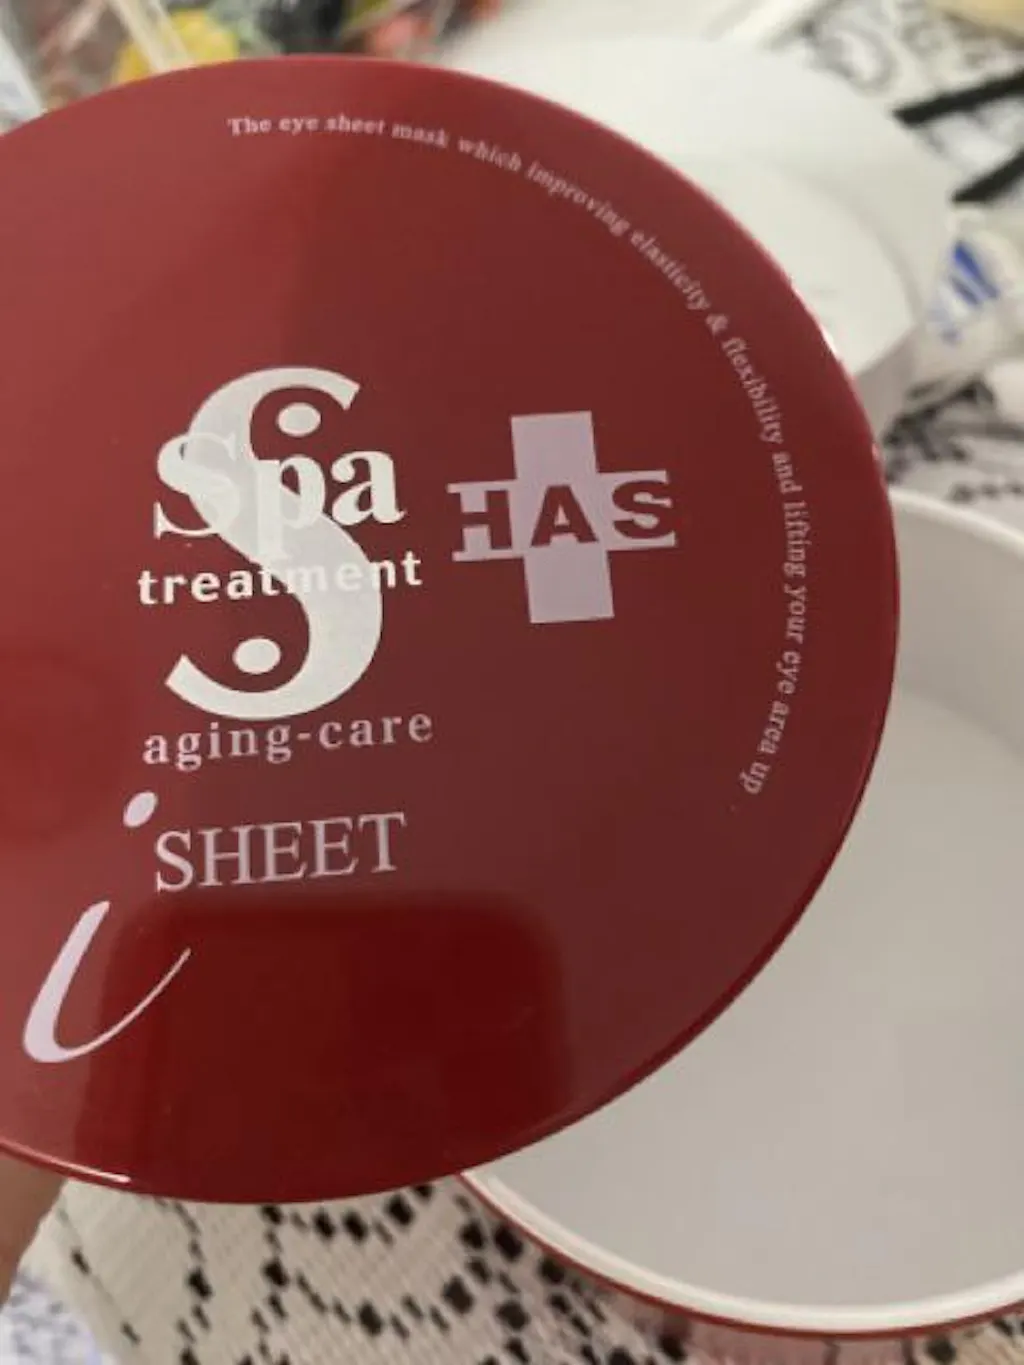 The eye sheet mask which improving elasticity & flexibility and lifting your eye area up
S
Spa
treatment
HAS
aging-care
i SHEET